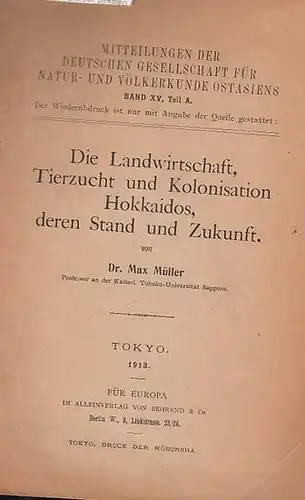 MITTEILUNGEN DER
DEUTSCHEN GESELLSCHAFT FÜR
NATUR- UND VÖLKERKUNDE OSTASIENS
BAND XV, Teil A.
Der Wiederabdruck ist nur mit Angabe der Quelle gestattet:
Die Landwirtschaft,
Tierzucht und Kolonisation
Hokkaidos,
deren Stand und Zukunft.
von
Dr. Max Müller
Professor an der Kaiserl. Tohoku-Universität Sapporo.
TOKYO.
1913.
FÜR EUROPA
IM ALLEINVERLAG VON BEHREND & Co.
Berlin W., 9, Linkstrasse. 23/24.
TOKYO, DRUCK DER HŌBUNSHA